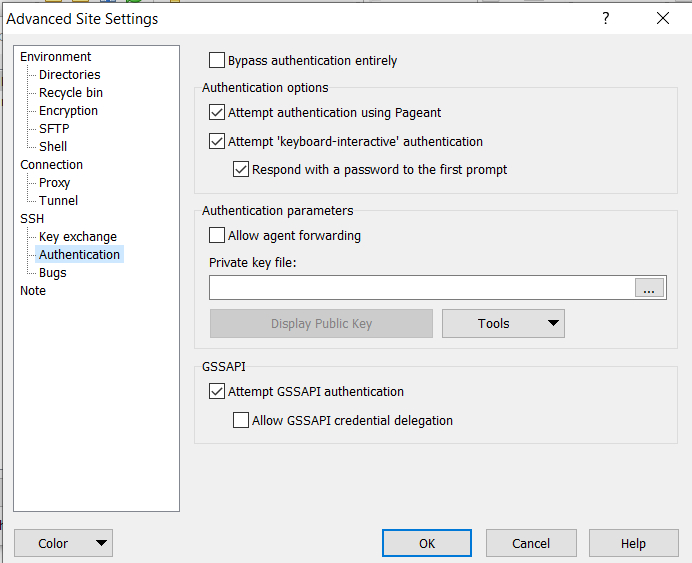 Advanced Site Settings
?
Environment
Directories
Recycle bin
Encryption
SFTP
Shell
Connection
Proxy
Tunnel
SSH
Key exchange
Authentication
Bugs
Note
Bypass authentication entirely
Authentication options
Attempt authentication using Pageant
Attempt 'keyboard-interactive' authentication
Respond with a password to the first prompt
Authentication parameters
Allow agent forwarding
Private key file:
...
Display Public Key
Tools
GSSAPI
Attempt GSSAPI authentication
Allow GSSAPI credential delegation
Color
OK
Cancel
Help